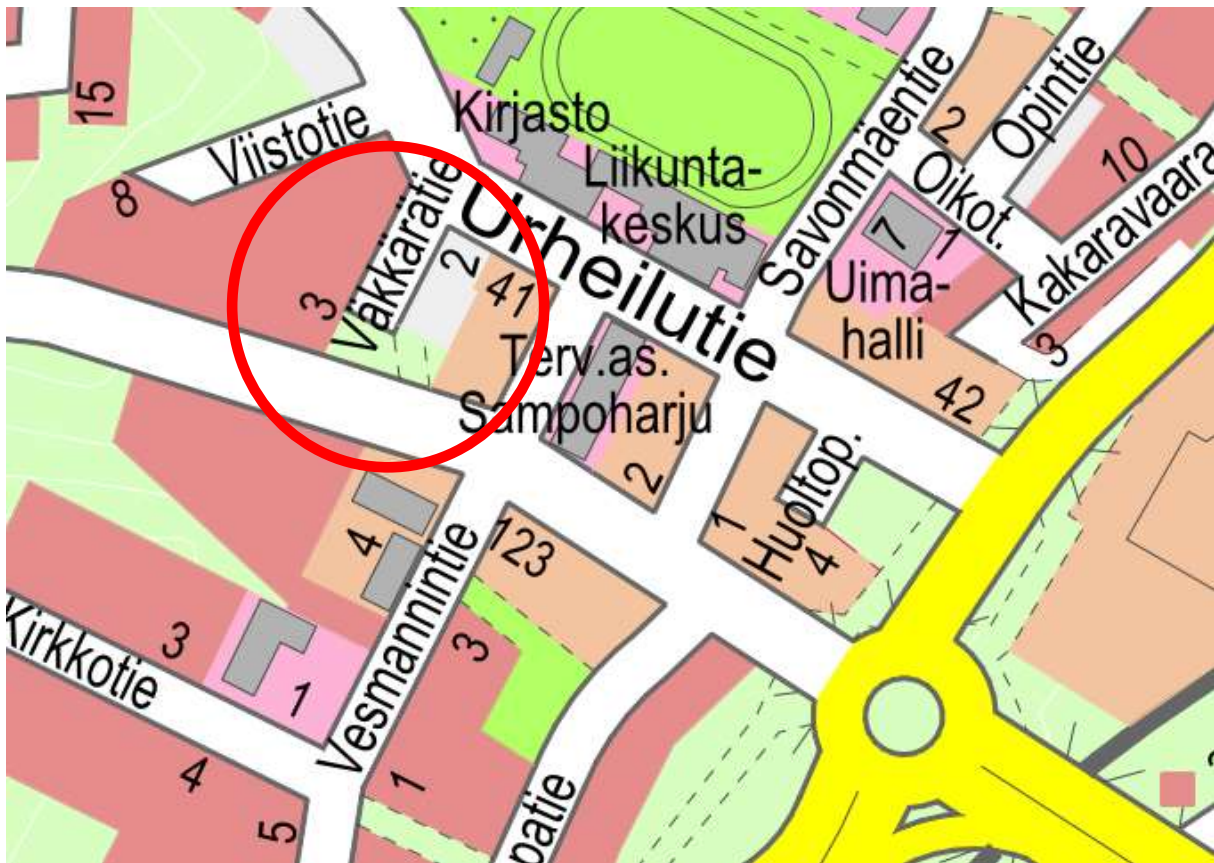 15
Viistotie
8
Kirjasto
Liikunta-
keskus
Savonmäentie
2
Opintie
10
Oikot.
Kakaravaara
3
7
1
Uima-
halli
42
Urheilutie
Väkkärätie
2
41
3
Terv.as.
Sampoharju
2
1
Huoltop.
4
4
123
Vesmannintie
3
1
Kirkkotie
3
1
4
5
patie